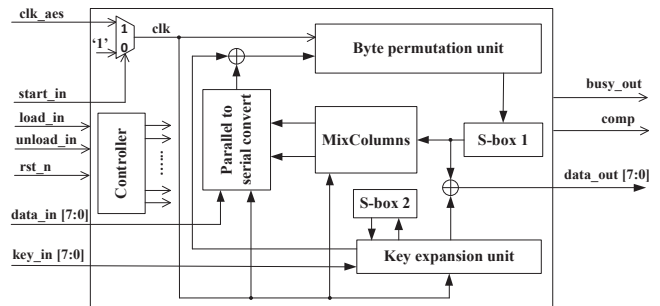 clk_aes
1
clk
‘1’
0
Byte permutation unit
start_in
busy_out
load_in
Parallel to
serial convert
MixColumns
S-box 1
comp
unload_in
Controller
rst_n
data_out [7:0]
S-box 2
data_in [7:0]
key_in [7:0]
Key expansion unit